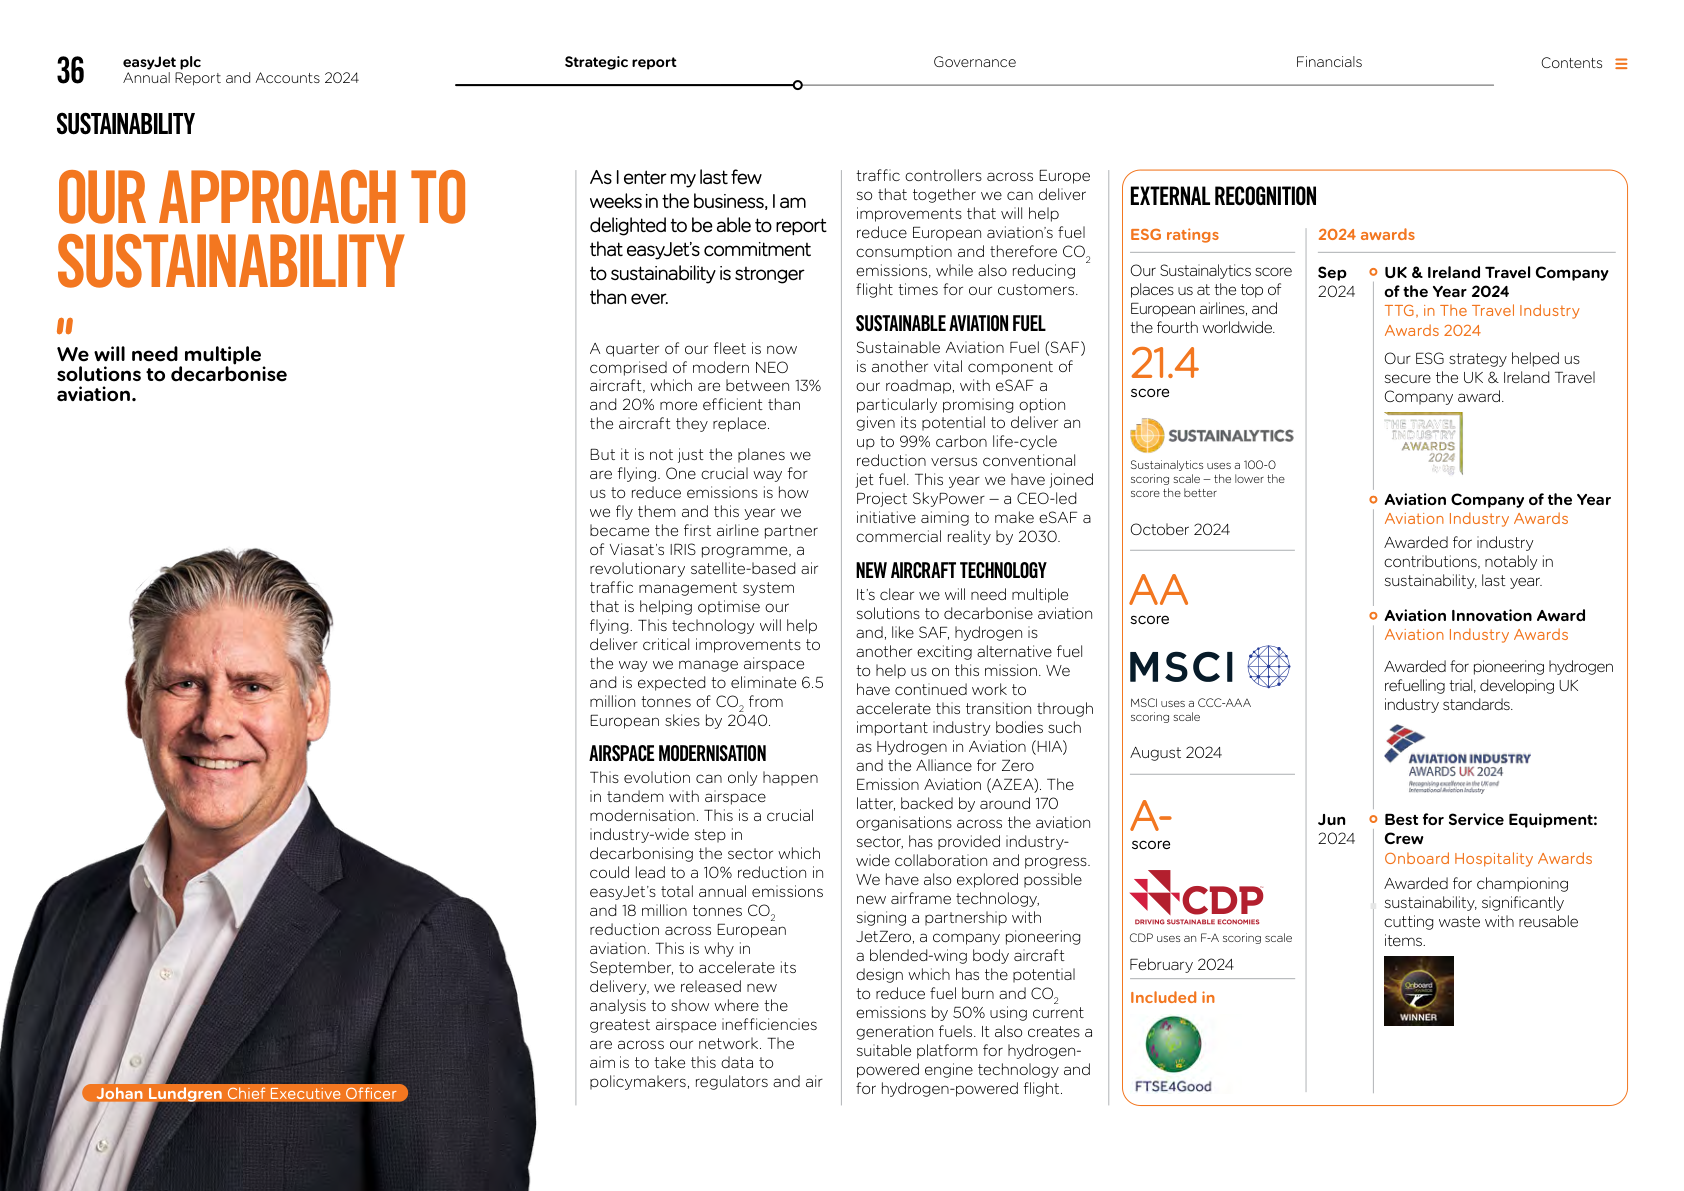 36
easyJet plc
Annual Report and Accounts 2024
Strategic report
Governance
Financials
Contents
SUSTAINABILITY
OUR APPROACH TO
SUSTAINABILITY
"
We will need multiple
solutions to decarbonise
aviation.
Johan Lundgren Chief Executive Officer
As I enter my last few
weeks in the business, I am
delighted to be able to report
that easyJet's commitment
to sustainability is stronger
than ever.
A quarter of our fleet is now
comprised of modern NEO
aircraft, which are between 13%
and 20% more efficient than
the aircraft they replace.
But it is not just the planes we
are flying. One crucial way for
us to reduce emissions is how
we fly them and this year we
became the first airline partner
of Viasat's IRIS programme, a
revolutionary satellite-based air
traffic management system
that is helping optimise our
flying. This technology will help
deliver critical improvements to
the way we manage airspace
and is expected to eliminate 6.5
million tonnes of CO2 from
European skies by 2040.
AIRSPACE MODERNISATION
This evolution can only happen
in tandem with airspace
modernisation. This is a crucial
industry-wide step in
decarbonising the sector which
could lead to a 10% reduction in
easyJet's total annual emissions
and 18 million tonnes CO2
reduction across European
aviation. This is why in
September, to accelerate its
delivery, we released new
analysis to show where the
greatest airspace inefficiencies
are across our network. The
aim is to take this data to
policymakers, regulators and air
traffic controllers across Europe
so that together we can deliver
improvements that will help
reduce European aviation's fuel
consumption and therefore CO2
emissions, while also reducing
flight times for our customers.
SUSTAINABLE AVIATION FUEL
Sustainable Aviation Fuel (SAF)
is another vital component of
our roadmap, with eSAF a
particularly promising option
given its potential to deliver an
up to 99% carbon life-cycle
reduction versus conventional
jet fuel. This year we have joined
Project SkyPower – a CEO-led
initiative aiming to make eSAF a
commercial reality by 2030.
NEW AIRCRAFT TECHNOLOGY
It's clear we will need multiple
solutions to decarbonise aviation
and, like SAF, hydrogen is
another exciting alternative fuel
to help us on this mission. We
have continued work to
accelerate this transition through
important industry bodies such
as Hydrogen in Aviation (HIA)
and the Alliance for Zero
Emission Aviation (AZEA). The
latter, backed by around 170
organisations across the aviation
sector, has provided industry-
wide collaboration and progress.
We have also explored possible
new airframe technology,
signing a partnership with
JetZero, a company pioneering
a blended-wing body aircraft
design which has the potential
to reduce fuel burn and CO2
emissions by 50% using current
generation fuels. It also creates a
suitable platform for hydrogen-
powered engine technology and
for hydrogen-powered flight.
EXTERNAL RECOGNITION
ESG ratings
Our Sustainalytics score
places us at the top of
European airlines, and
the fourth worldwide.
21.4
score
SUSTAINALYTICS
Sustainalytics uses a 100-0
scoring scale – the lower the
score the better
October 2024
AA
score
MSCI
MSCI uses a CCC-AAA
scoring scale
August 2024
A-
score
CDP
DRIVING SUSTAINABLE ECONOMIES
CDP uses an F-A scoring scale
February 2024
Included in
FTSE4Good
2024 awards
Sep
2024
UK & Ireland Travel Company
of the Year 2024
TTG, in The Travel Industry
Awards 2024
Our ESG strategy helped us
secure the UK & Ireland Travel
Company award.
THE TRAVEL
INDUSTRY
AWARDS
2024
by ttg
Aviation Company of the Year
Aviation Industry Awards
Awarded for industry
contributions, notably in
sustainability, last year.
Aviation Innovation Award
Aviation Industry Awards
Awarded for pioneering hydrogen
refuelling trial, developing UK
industry standards.
AVIATION INDUSTRY
AWARDS UK 2024
Recognising excellence in the UK and
International Aviation Industry
Jun
2024
Best for Service Equipment:
Crew
Onboard Hospitality Awards
Awarded for championing
sustainability, significantly
cutting waste with reusable
items.
Onboard
WINNER